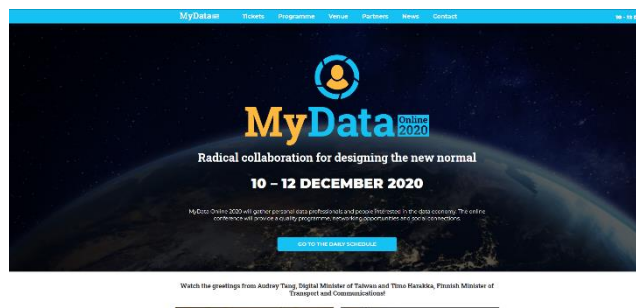 MyData Tickets Programme Venue Partners News Contact
MyData Online 2020
Radical collaboration for designing the new normal
10 – 12 DECEMBER 2020
MyData Online 2020 will gather personal data professionals and people interested in the data economy. The online
conference will provide a quality programme, networking opportunities and social connections.
GO TO THE DAILY SCHEDULE
Watch the greetings from Audrey Tang, Digital Minister of Taiwan and Timo Harakka, Finnish Minister of
Transport and Communications!